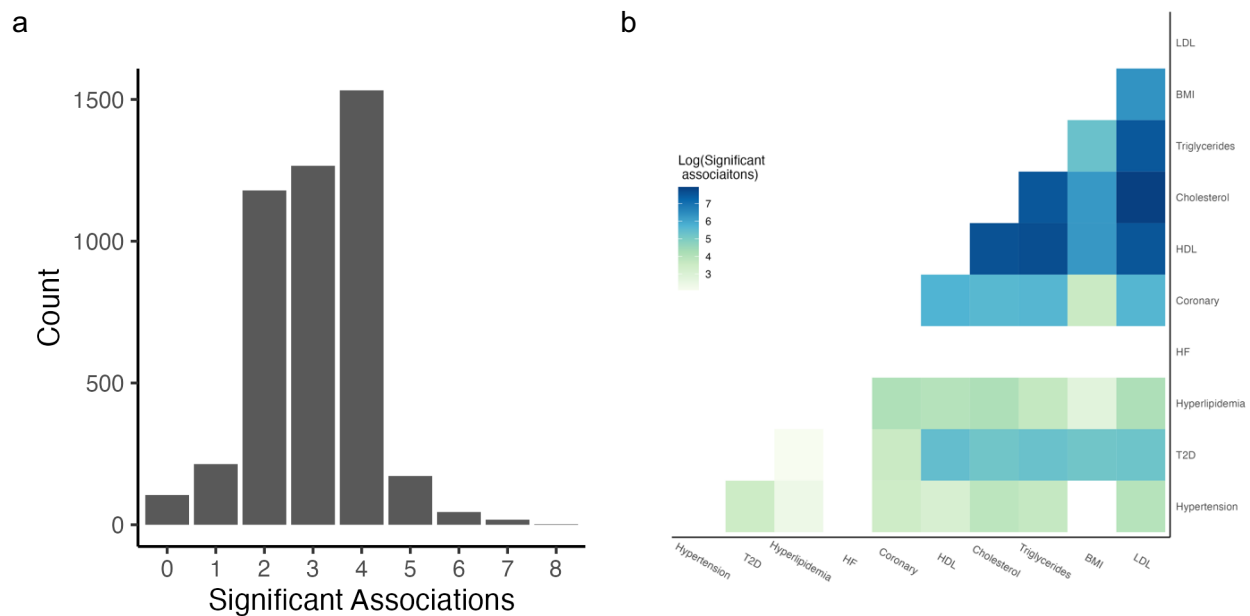 a
1500
1000
500
0
Count
0 1 2 3 4 5 6 7 8
Significant Associations
b
Log(Significant
associaitons)
7
6
5
4
3
LDL
BMI
Triglycerides
Cholesterol
HDL
Coronary
HF
Hyperlipidemia
T2D
Hypertension
Hypertension T2D Hyperlipidemia HF Coronary HDL Cholesterol Triglycerides BMI LDL